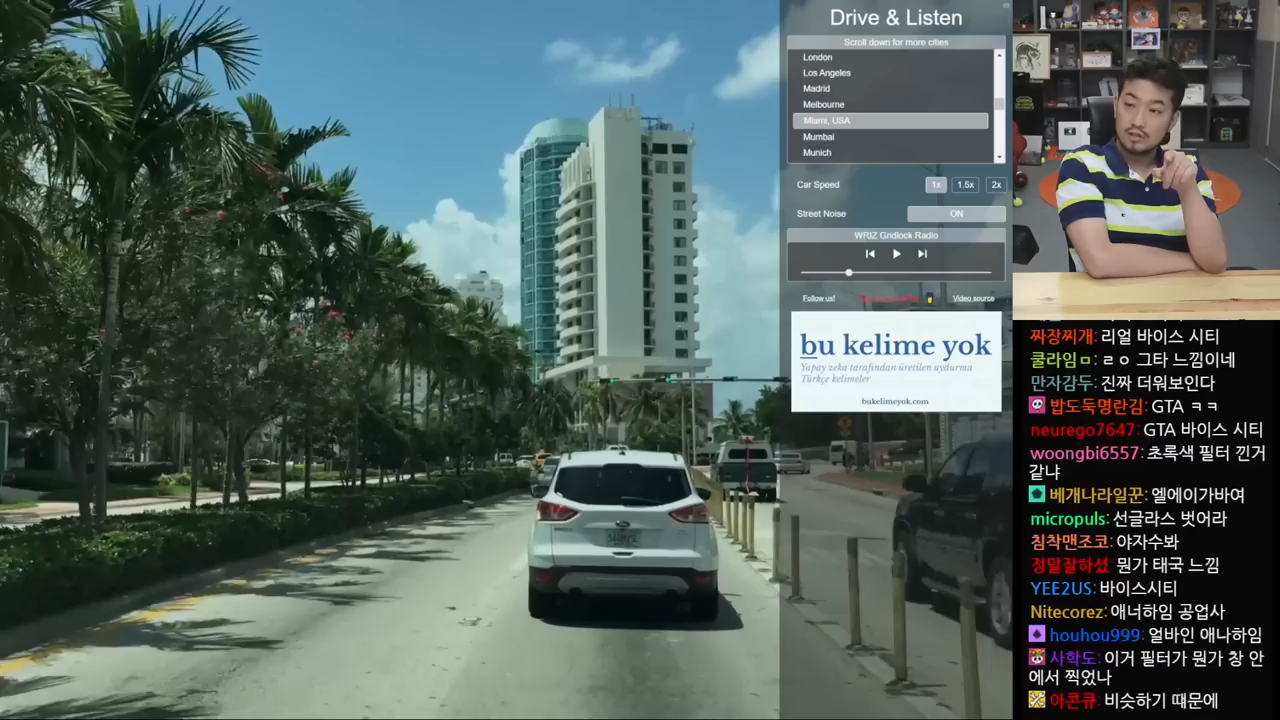 Drive & Listen
Scroll down for more cities
London
Los Angeles
Madrid
Melbourne
Miami, USA
Mumbai
Munich
Car Speed
1x
1.5x
2x
Street Noise
ON
WRIZ Gridlock Radio
Follow us!
Video source
bu kelime yok
Yapay zeka tarafından üretilen uydurma
Türkçe kelimeler
bukelimeyok.com
짜장찌개: 리얼 바이스 시티
쿨라임ㅁ: ㄹㅇ 그타 느낌이네
만자감두: 진짜 더워보인다
밥도둑명란김: GTA ㅋㅋ
neurego7647: GTA 바이스 시티
woongbi6557: 초록색 필터 낀거
같냐
베개나라일꾼: 엘에이가바여
micropuls: 선글라스 벗어라
침착맨조코: 야자수봐
정말잘하셨: 뭔가 태국 느낌
YEE2US: 바이스시티
Nitecorez: 애너하임 공업사
houhou999: 얼바인 애나하임
사학도: 이거 필터가 뭔가 창 안
에서 찍었나
아콘큐: 비슷하기 때문에